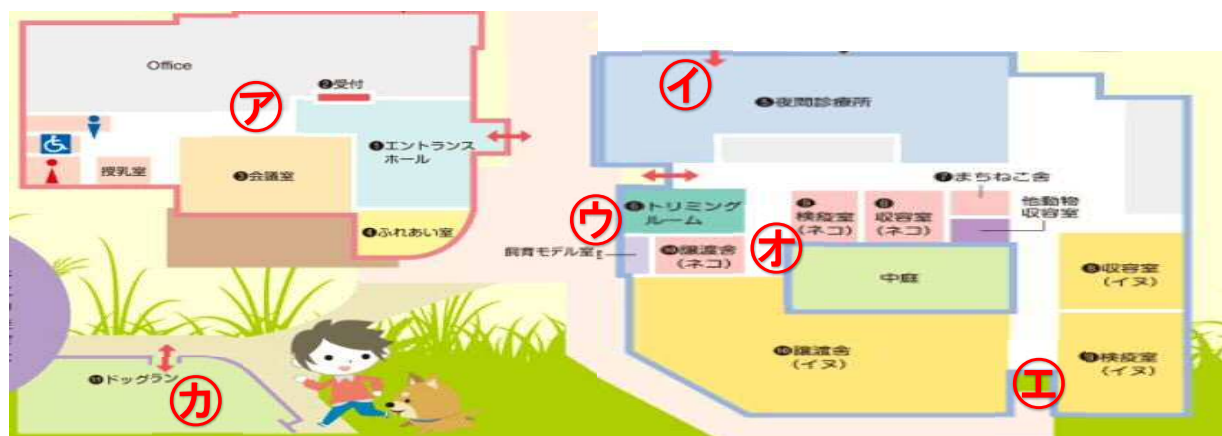 Office
❷受付
㋐
❶エントランス
ホール
授乳室
❸会議室
❹ふれあい室
⓫ドッグラン
㋕
㋑
❺夜間診療所
❼まちねこ舎
㋒
❻トリミング
ルーム
❾
検疫室
(ネコ)
❽
収容室
(ネコ)
他動物
収容室
㋔
飼育モデル室
❿譲渡舎
(ネコ)
中庭
❽収容室
(イヌ)
❿譲渡舎
(イヌ)
㋓
❾検疫室
(イヌ)